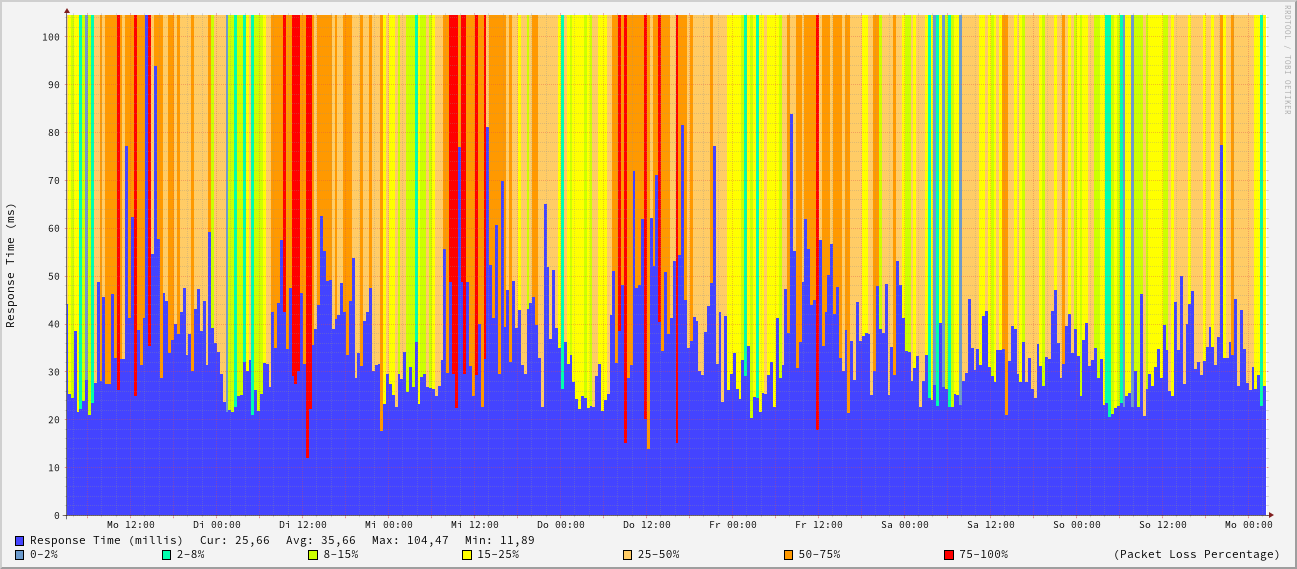 RRDTOOL / TOBI OETIKER
Response Time (ms)
100
90
80
70
60
50
40
30
20
10
0
Mo 12:00 Di 00:00 Di 12:00 Mi 00:00 Mi 12:00 Do 00:00 Do 12:00 Fr 00:00 Fr 12:00 Sa 00:00 Sa 12:00 So 00:00 So 12:00 Mo 00:00
Response Time (millis) Cur: 25,66 Avg: 35,66 Max: 104,47 Min: 11,89
0-2% 2-8% 8-15% 15-25% 25-50% 50-75% 75-100% (Packet Loss Percentage)